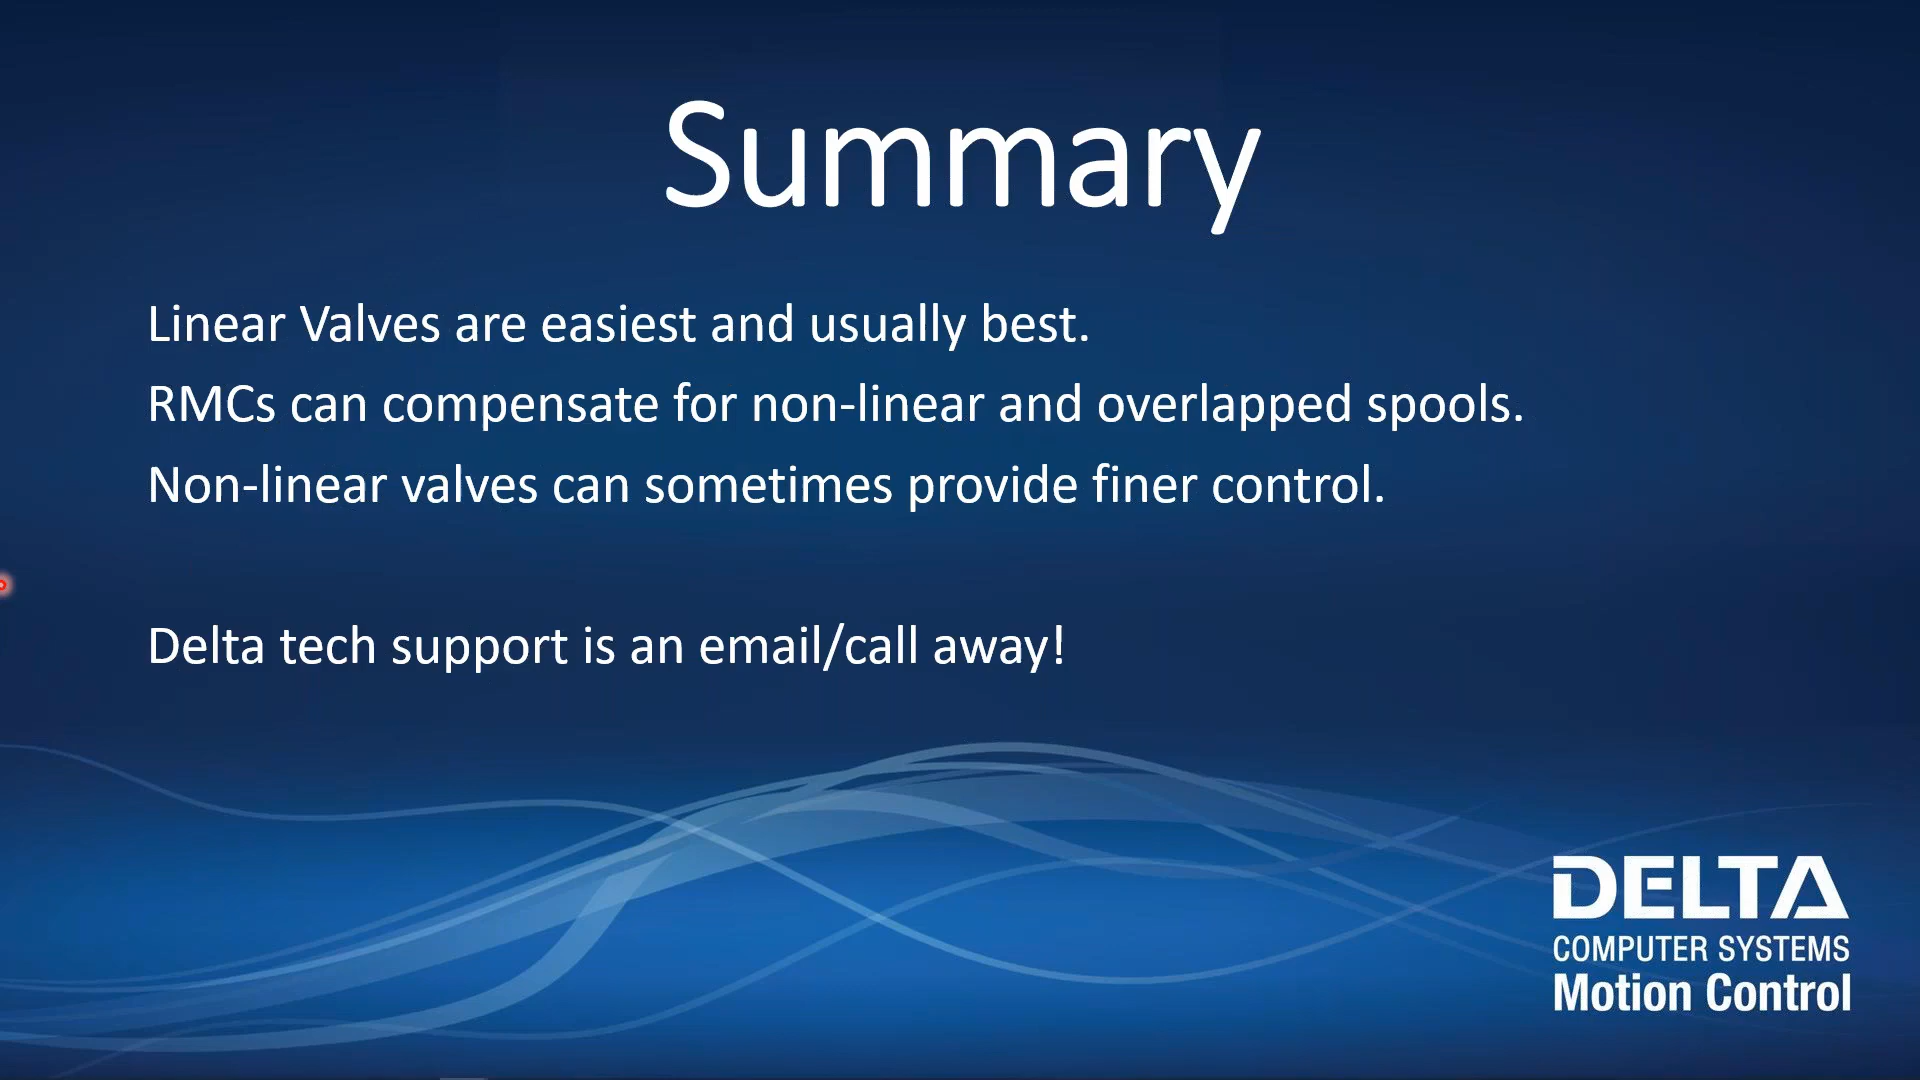 Summary
Linear Valves are easiest and usually best.
RMCs can compensate for non-linear and overlapped spools.
Non-linear valves can sometimes provide finer control.
Delta tech support is an email/call away!
DELTA
COMPUTER SYSTEMS
Motion Control